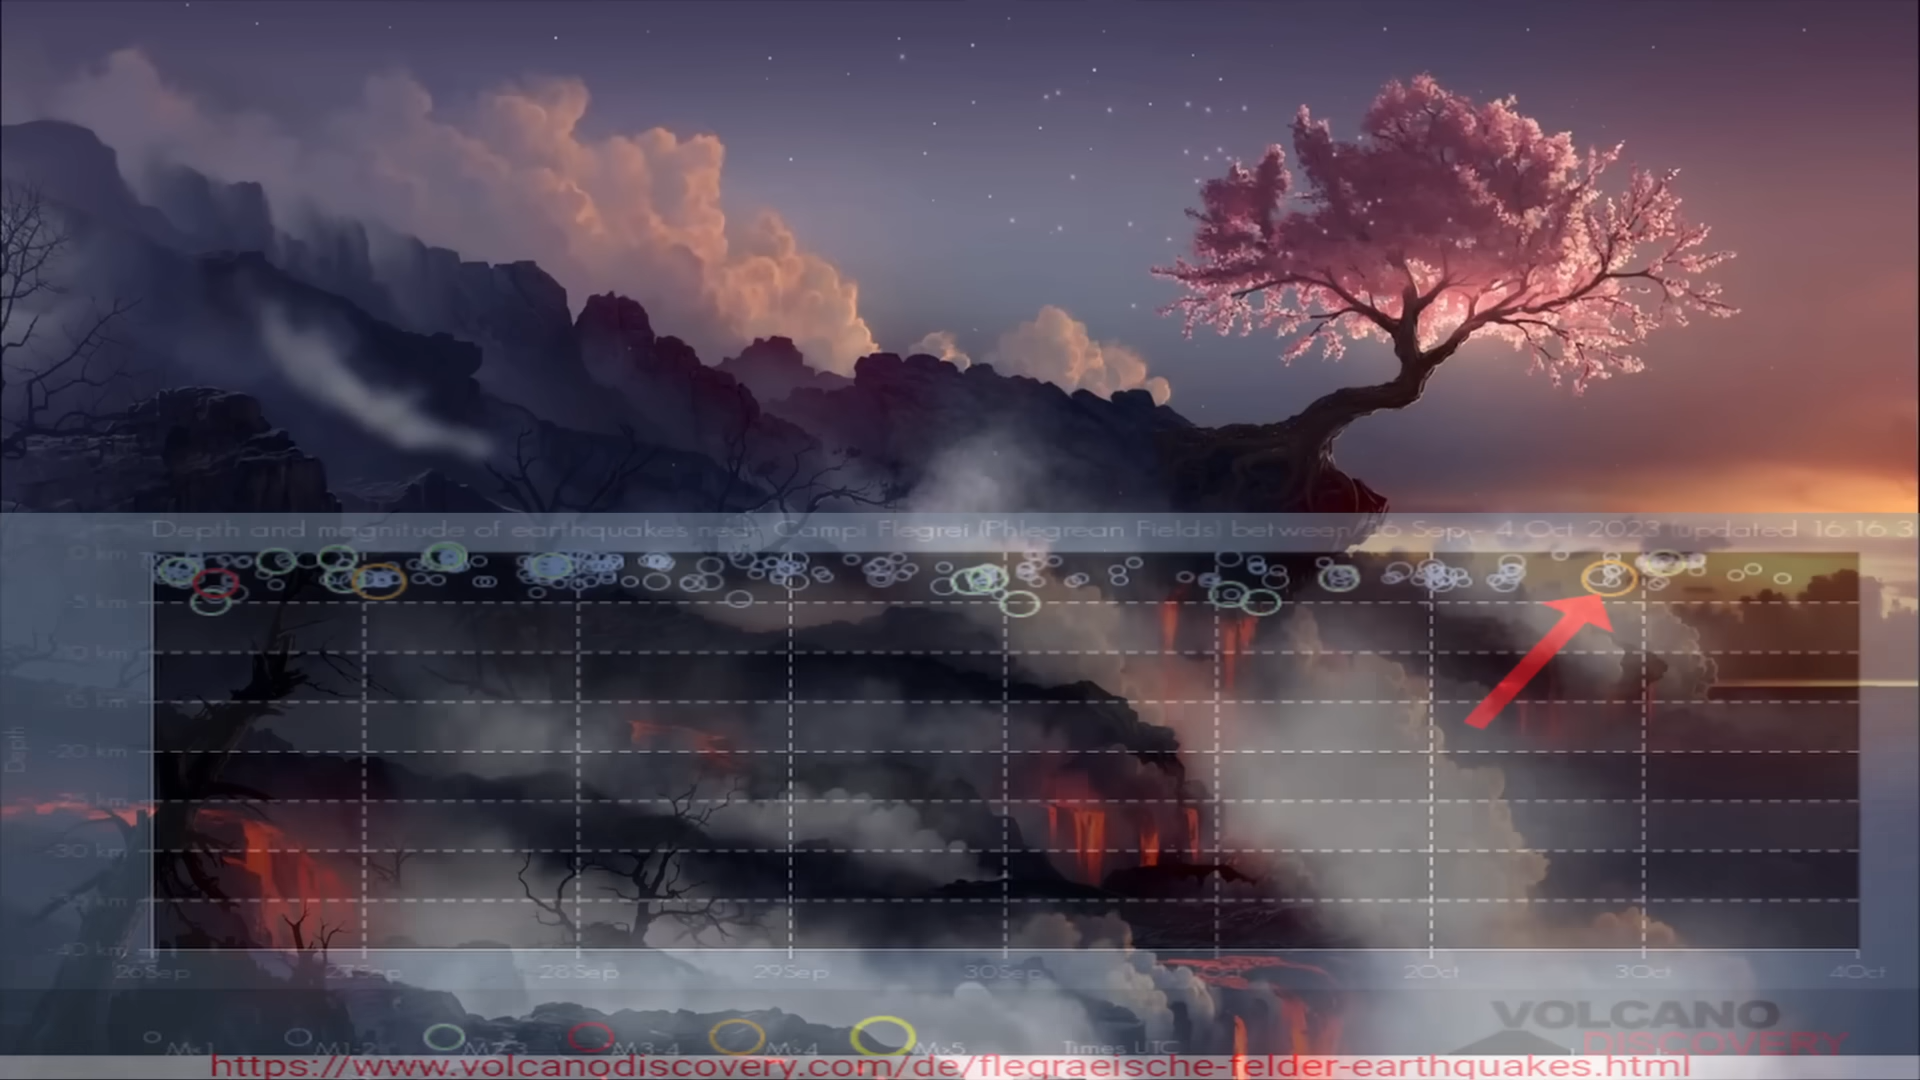 Depth and magnitude of earthquakes near Campi Flegrei (Phlegrean Fields) between 26 Sep - 4 Oct 2023 (updated 16:16 3
0 km
-5 km
-10 km
-15 km
-20 km
-25 km
-30 km
-35 km
-40 km
Depth
26Sep 27Sep 28Sep 29Sep 30Sep 2Oct 3Oct 4Oct
M<1 M1-2 M2-3 M3-4 M>4 M>5 Times UTC
VOLCANO
DISCOVERY
https://www.volcanodiscovery.com/de/flegraeische-felder-earthquakes.html